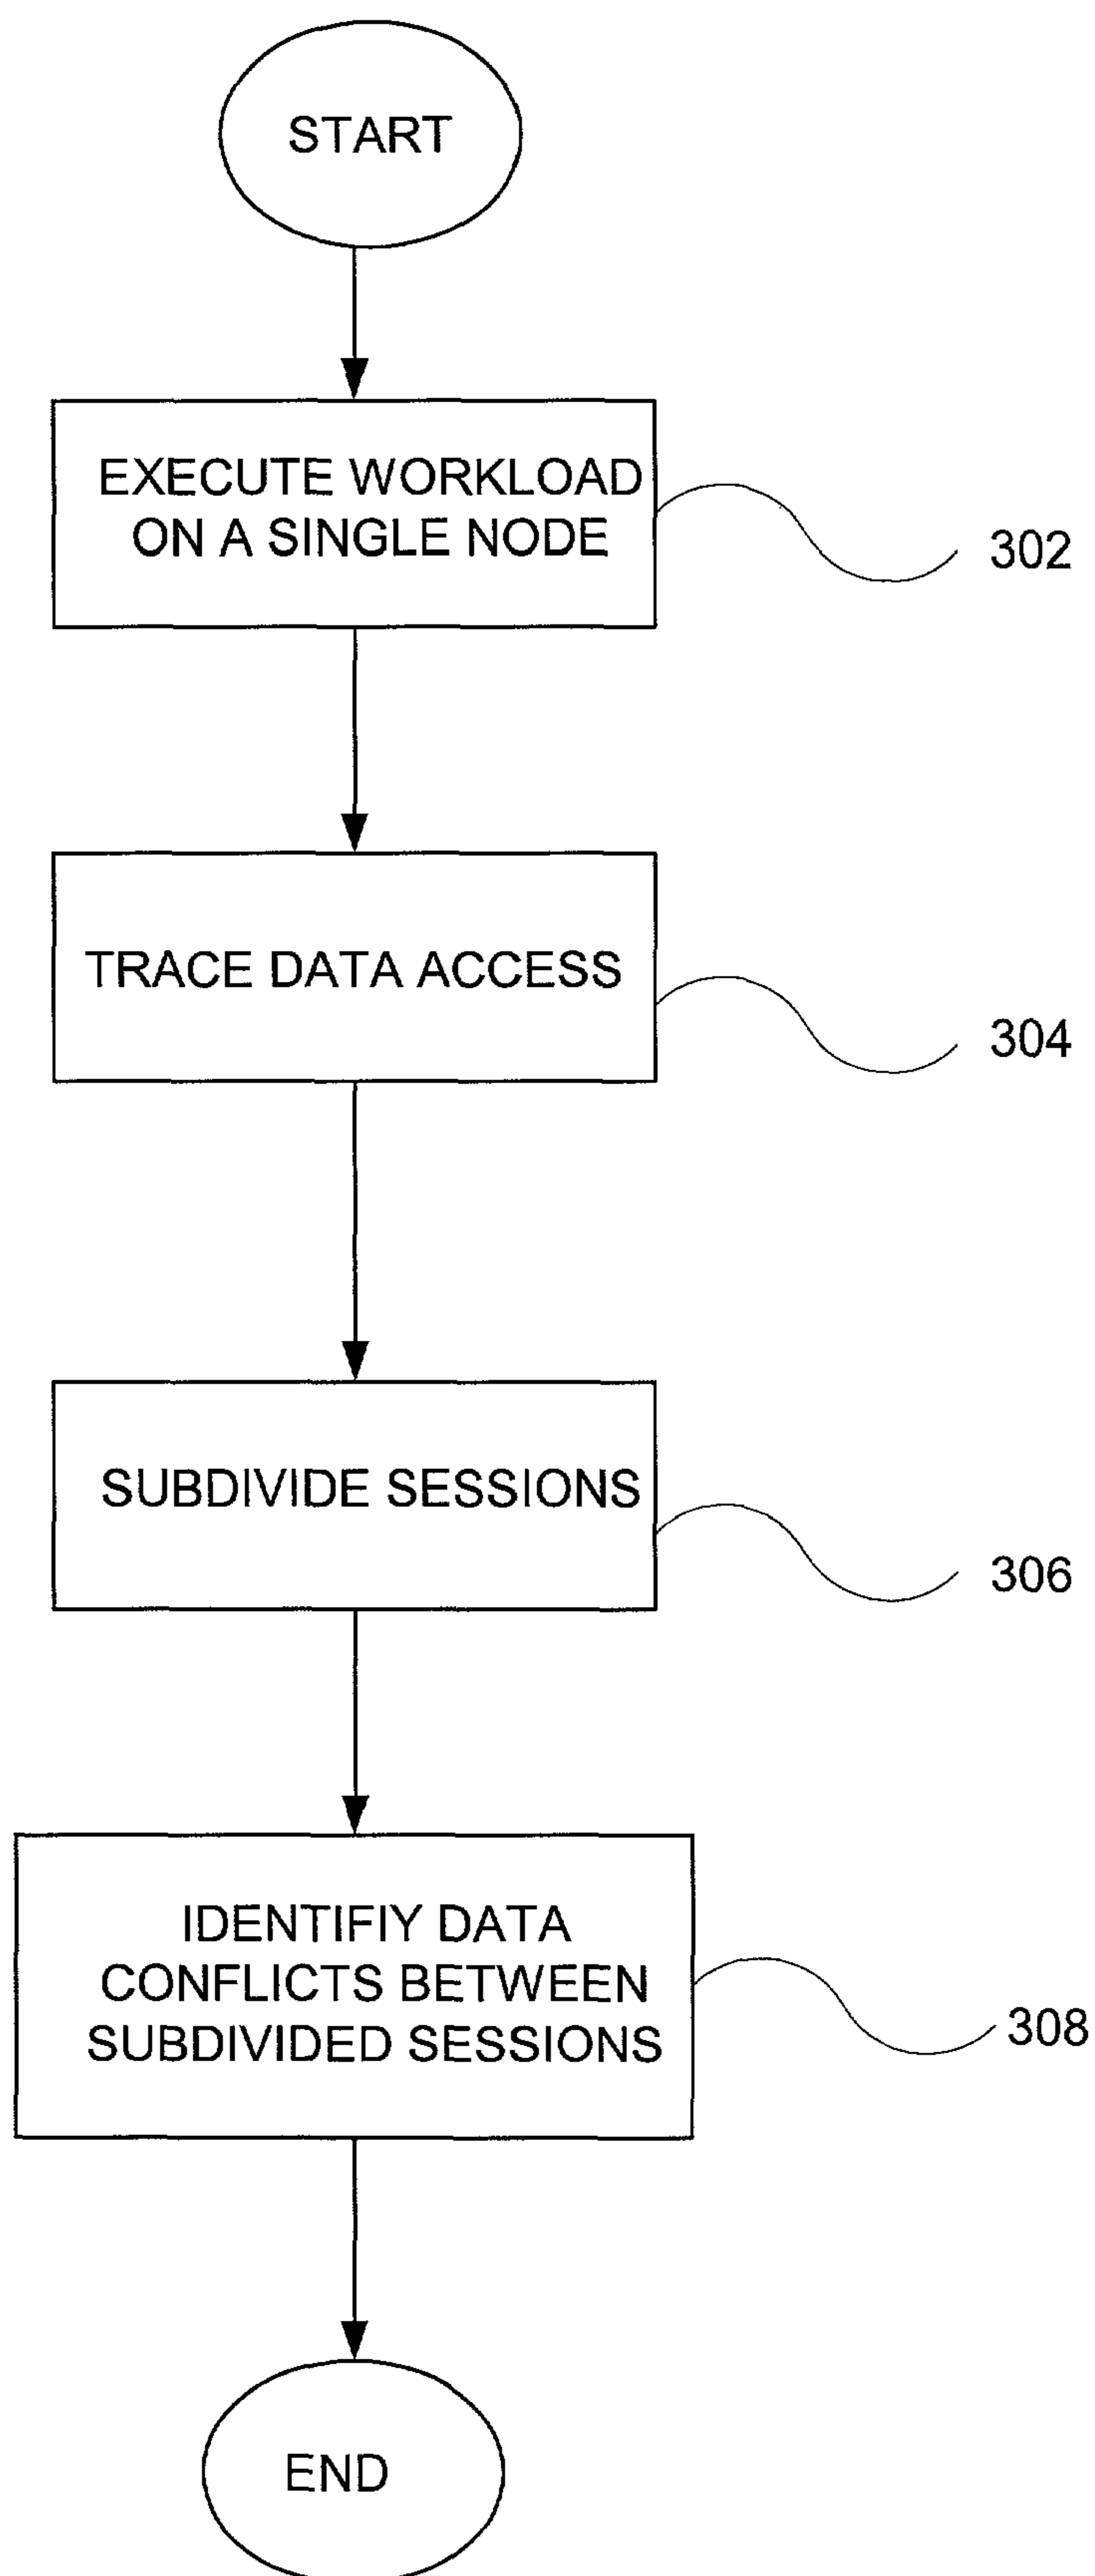 START
EXECUTE WORKLOAD
ON A SINGLE NODE
302
TRACE DATA ACCESS
304
SUBDIVIDE SESSIONS
306
IDENTIFIY DATA
CONFLICTS BETWEEN
SUBDIVIDED SESSIONS
308
END